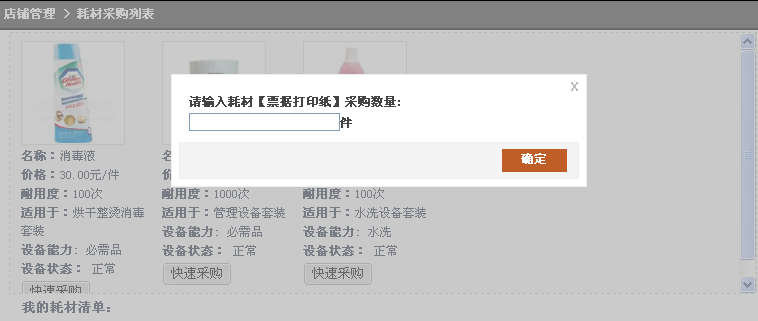 店铺管理 > 耗材采购列表
x
请输入耗材【票据打印纸】采购数量:
件
确定
名称：消毒液
价格：30.00元/件
耐用度：100次
适用于：烘干整烫消毒
套装
设备能力: 必需品
设备状态： 正常
快速采购
耐用度：1000次
适用于：管理设备套装
设备能力: 必需品
设备状态： 正常
快速采购
耐用度：100次
适用于：水洗设备套装
设备能力: 水洗
设备状态： 正常
快速采购
我的耗材清单：